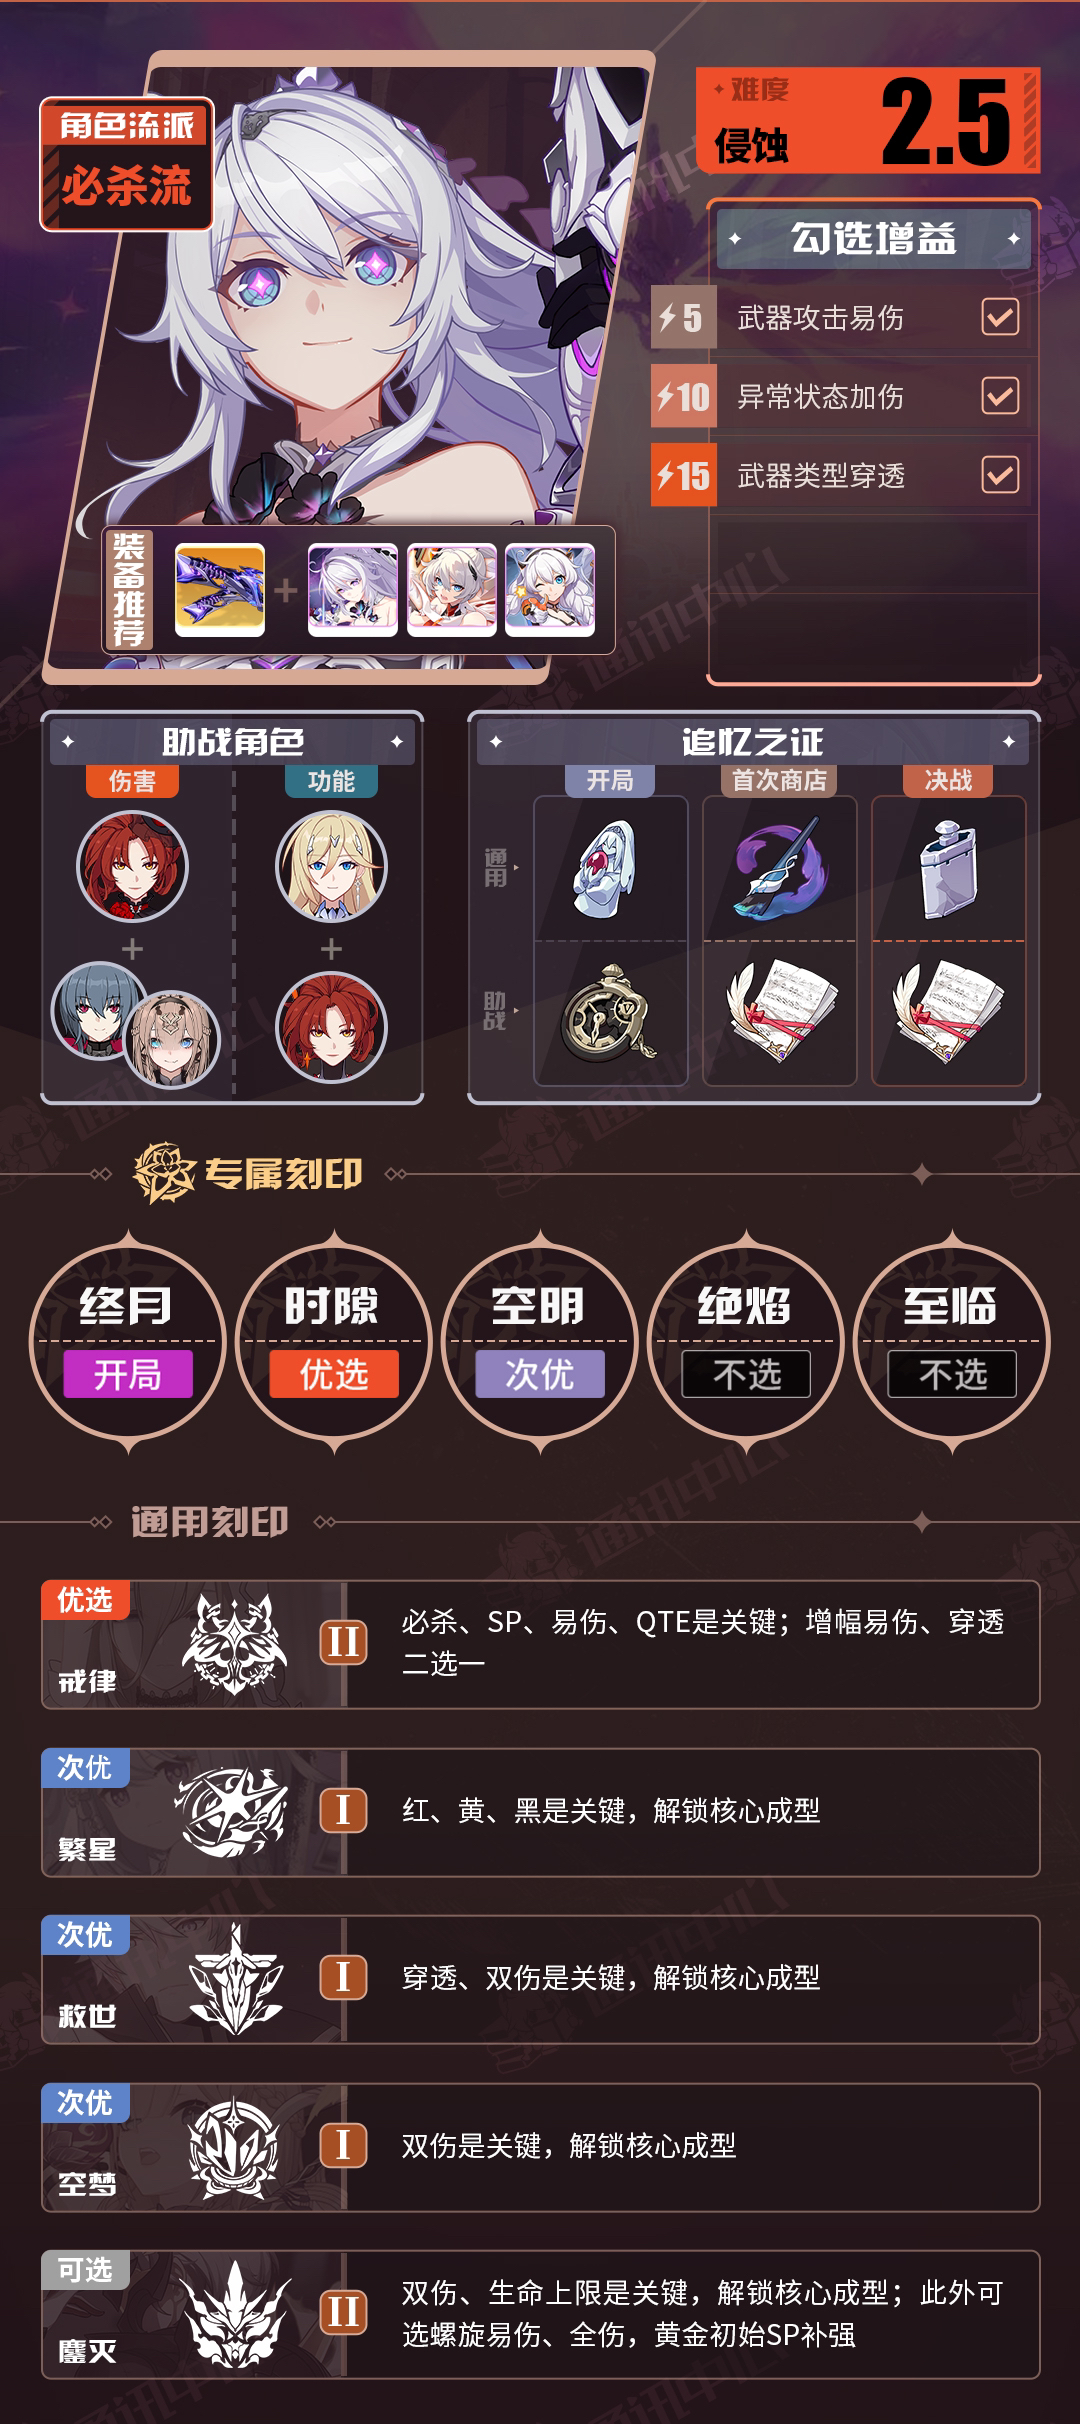 角色流派
必杀流
难度
侵蚀
2.5
勾选增益
5 武器攻击易伤
10 异常状态加伤
15 武器类型穿透
装备推荐
助战角色
伤害
功能
追忆之证
开局
首次商店
决战
通用
助战
专属刻印
终月
开局
时隙
优选
空明
次优
绝焰
不选
至临
不选
通用刻印
优选
戒律
II
必杀、SP、易伤、QTE是关键；增幅易伤、穿透
二选一
次优
繁星
I
红、黄、黑是关键，解锁核心成型
次优
救世
I
穿透、双伤是关键，解锁核心成型
次优
空梦
I
双伤是关键，解锁核心成型
可选
鏖灭
II
双伤、生命上限是关键，解锁核心成型；此外可
选螺旋易伤、全伤，黄金初始SP补强
通讯中心